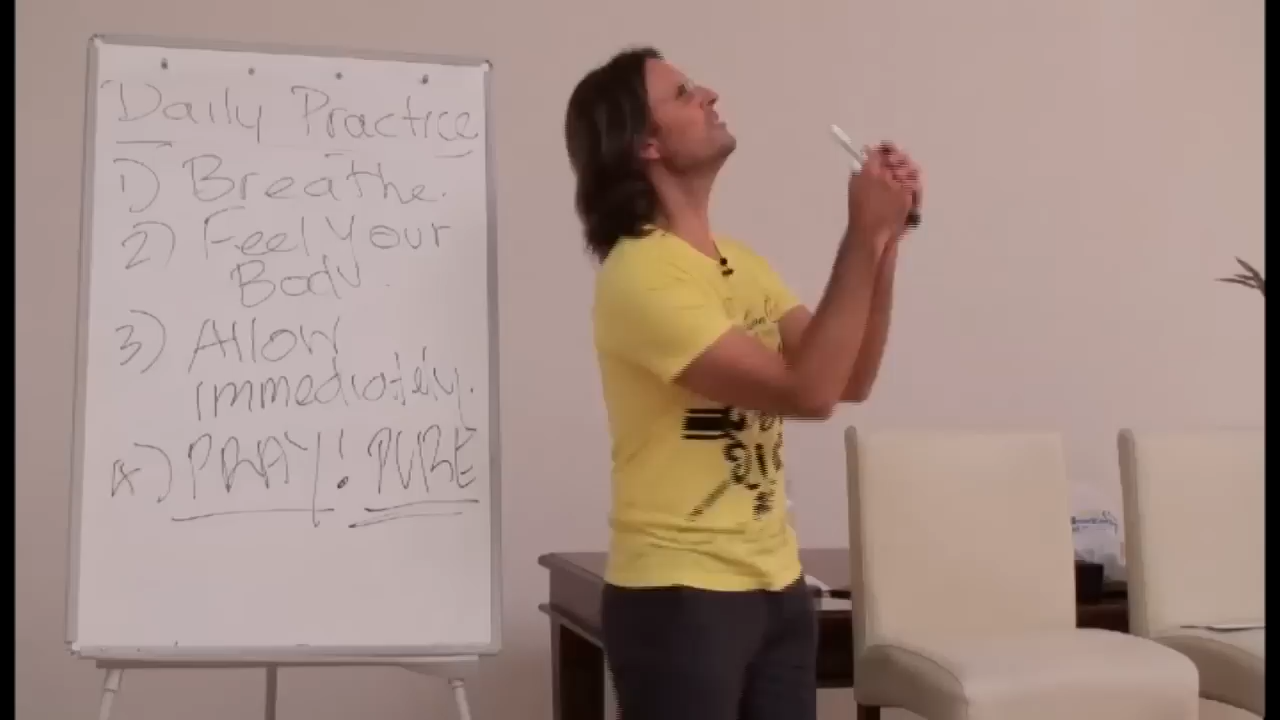 Daily Practice
1) Breathe.
2) Feel Your
Body.
3) Allow
immediately.
4) PRAY! PURE